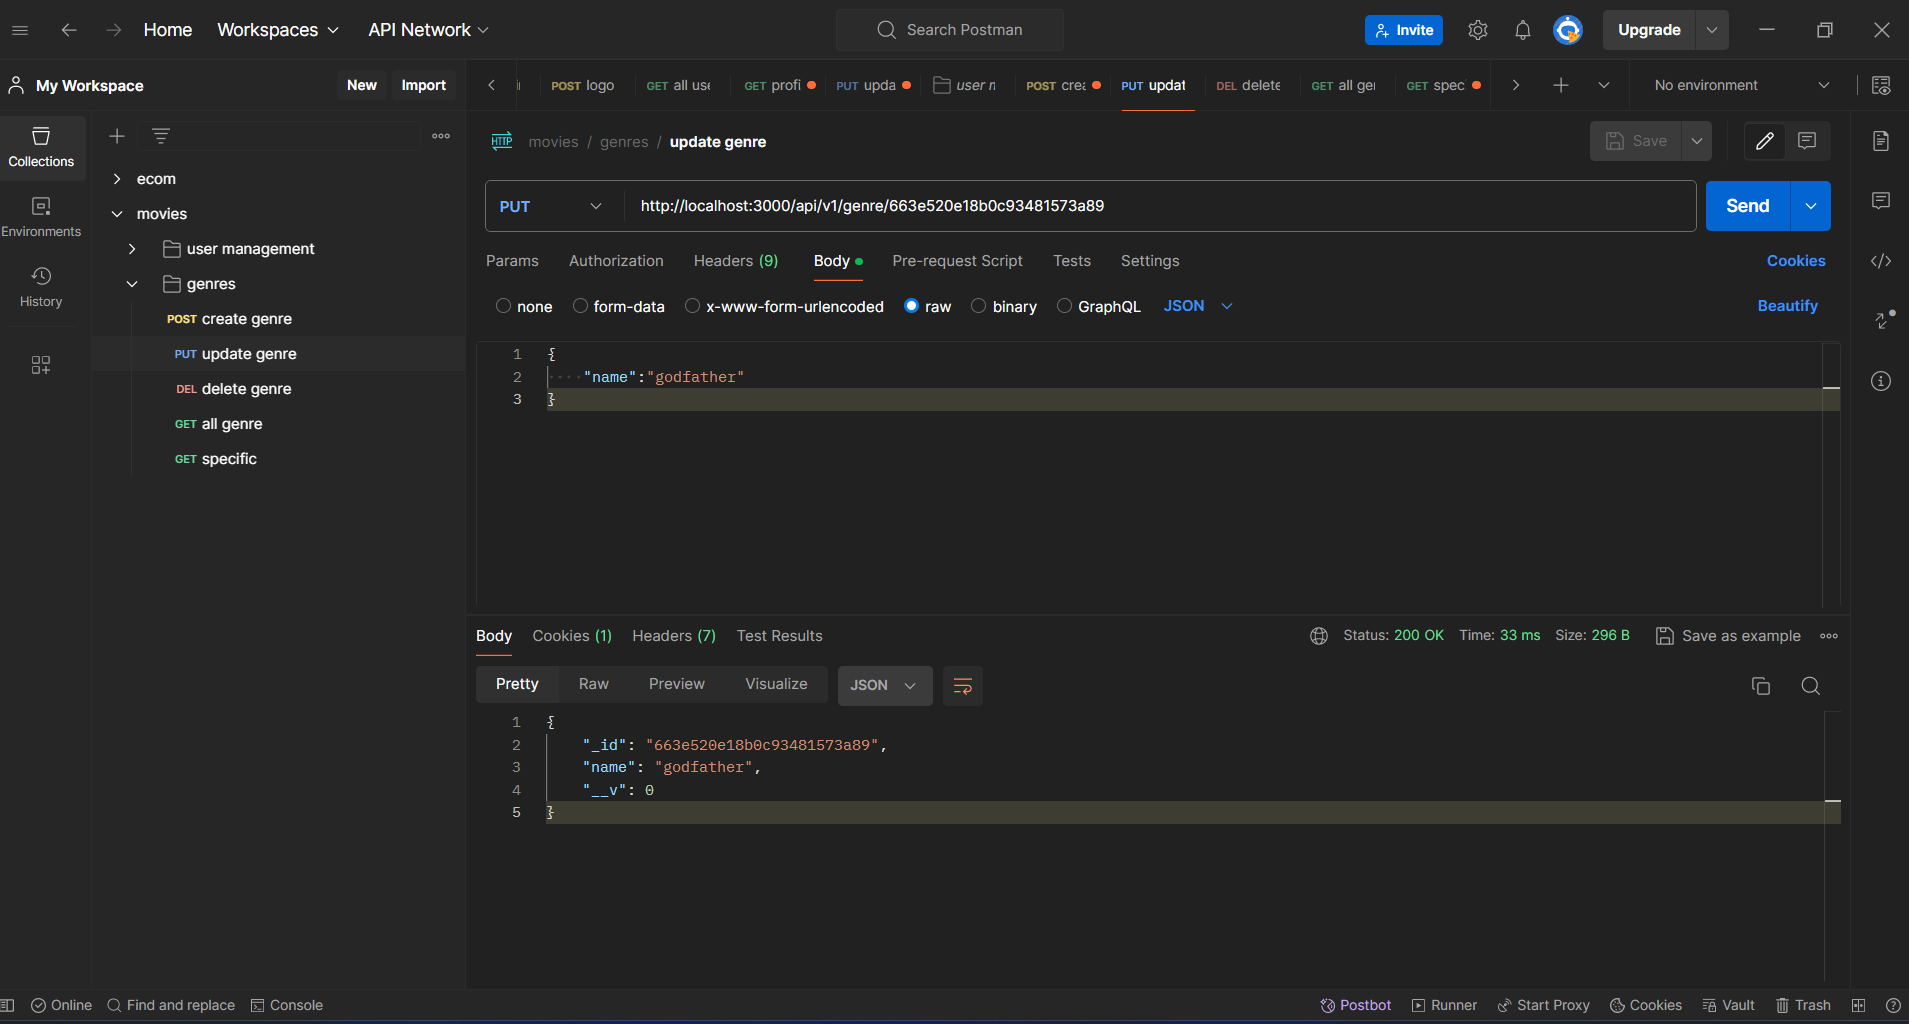 Home Workspaces API Network Search Postman Invite Upgrade
My Workspace New Import POST logo GET all use GET profi PUT upda user POST crea PUT updat DEL delete GET all ger GET spec No environment
Collections
Environments
History
ecom
movies
user management
genres
POST create genre
PUT update genre
DEL delete genre
GET all genre
GET specific
HTTP movies / genres / update genre Save
PUT http://localhost:3000/api/v1/genre/663e520e18b0c93481573a89 Send
Params Authorization Headers (9) Body Pre-request Script Tests Settings Cookies
none form-data x-www-form-urlencoded raw binary GraphQL JSON Beautify
1 {
2 "name":"godfather"
3 }
Body Cookies (1) Headers (7) Test Results Status: 200 OK Time: 33 ms Size: 296 B Save as example
Pretty Raw Preview Visualize JSON
1 {
2 "_id": "663e520e18b0c93481573a89",
3 "name": "godfather",
4 "__v": 0
5 }
Online Find and replace Console Postbot Runner Start Proxy Cookies Vault Trash